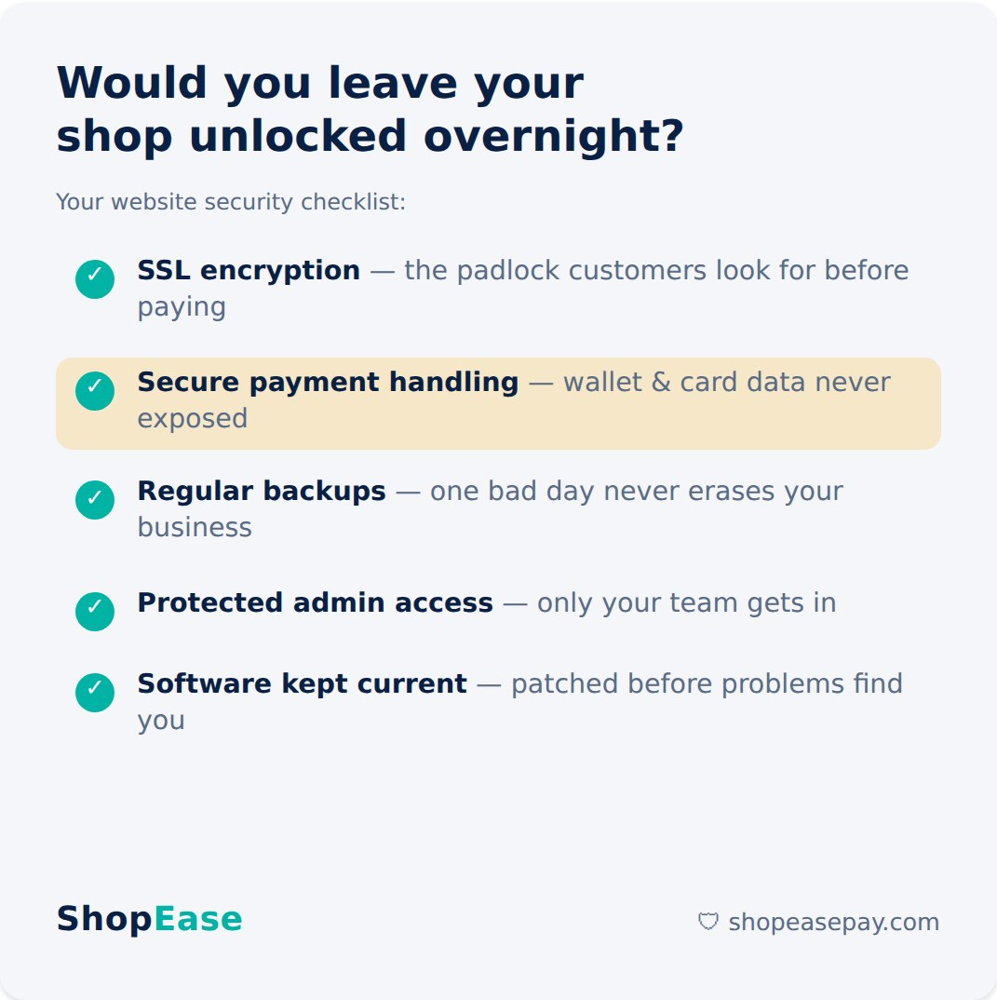 Would you leave your
shop unlocked overnight?
Your website security checklist:
✓ SSL encryption — the padlock customers look for before
paying
✓ Secure payment handling — wallet & card data never
exposed
✓ Regular backups — one bad day never erases your
business
✓ Protected admin access — only your team gets in
✓ Software kept current — patched before problems find
you
ShopEase
🛡 shopeasepay.com